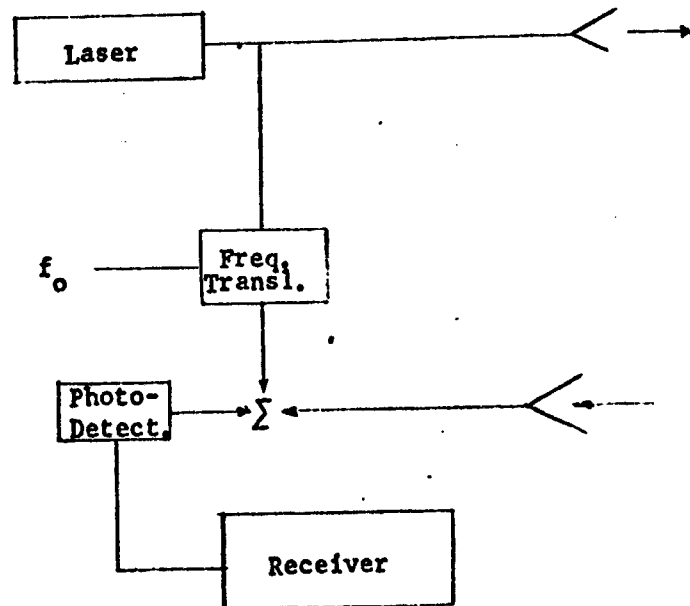 Laser
Freq.
Transl.
f₀
Photo-
Detect.
Σ
Receiver